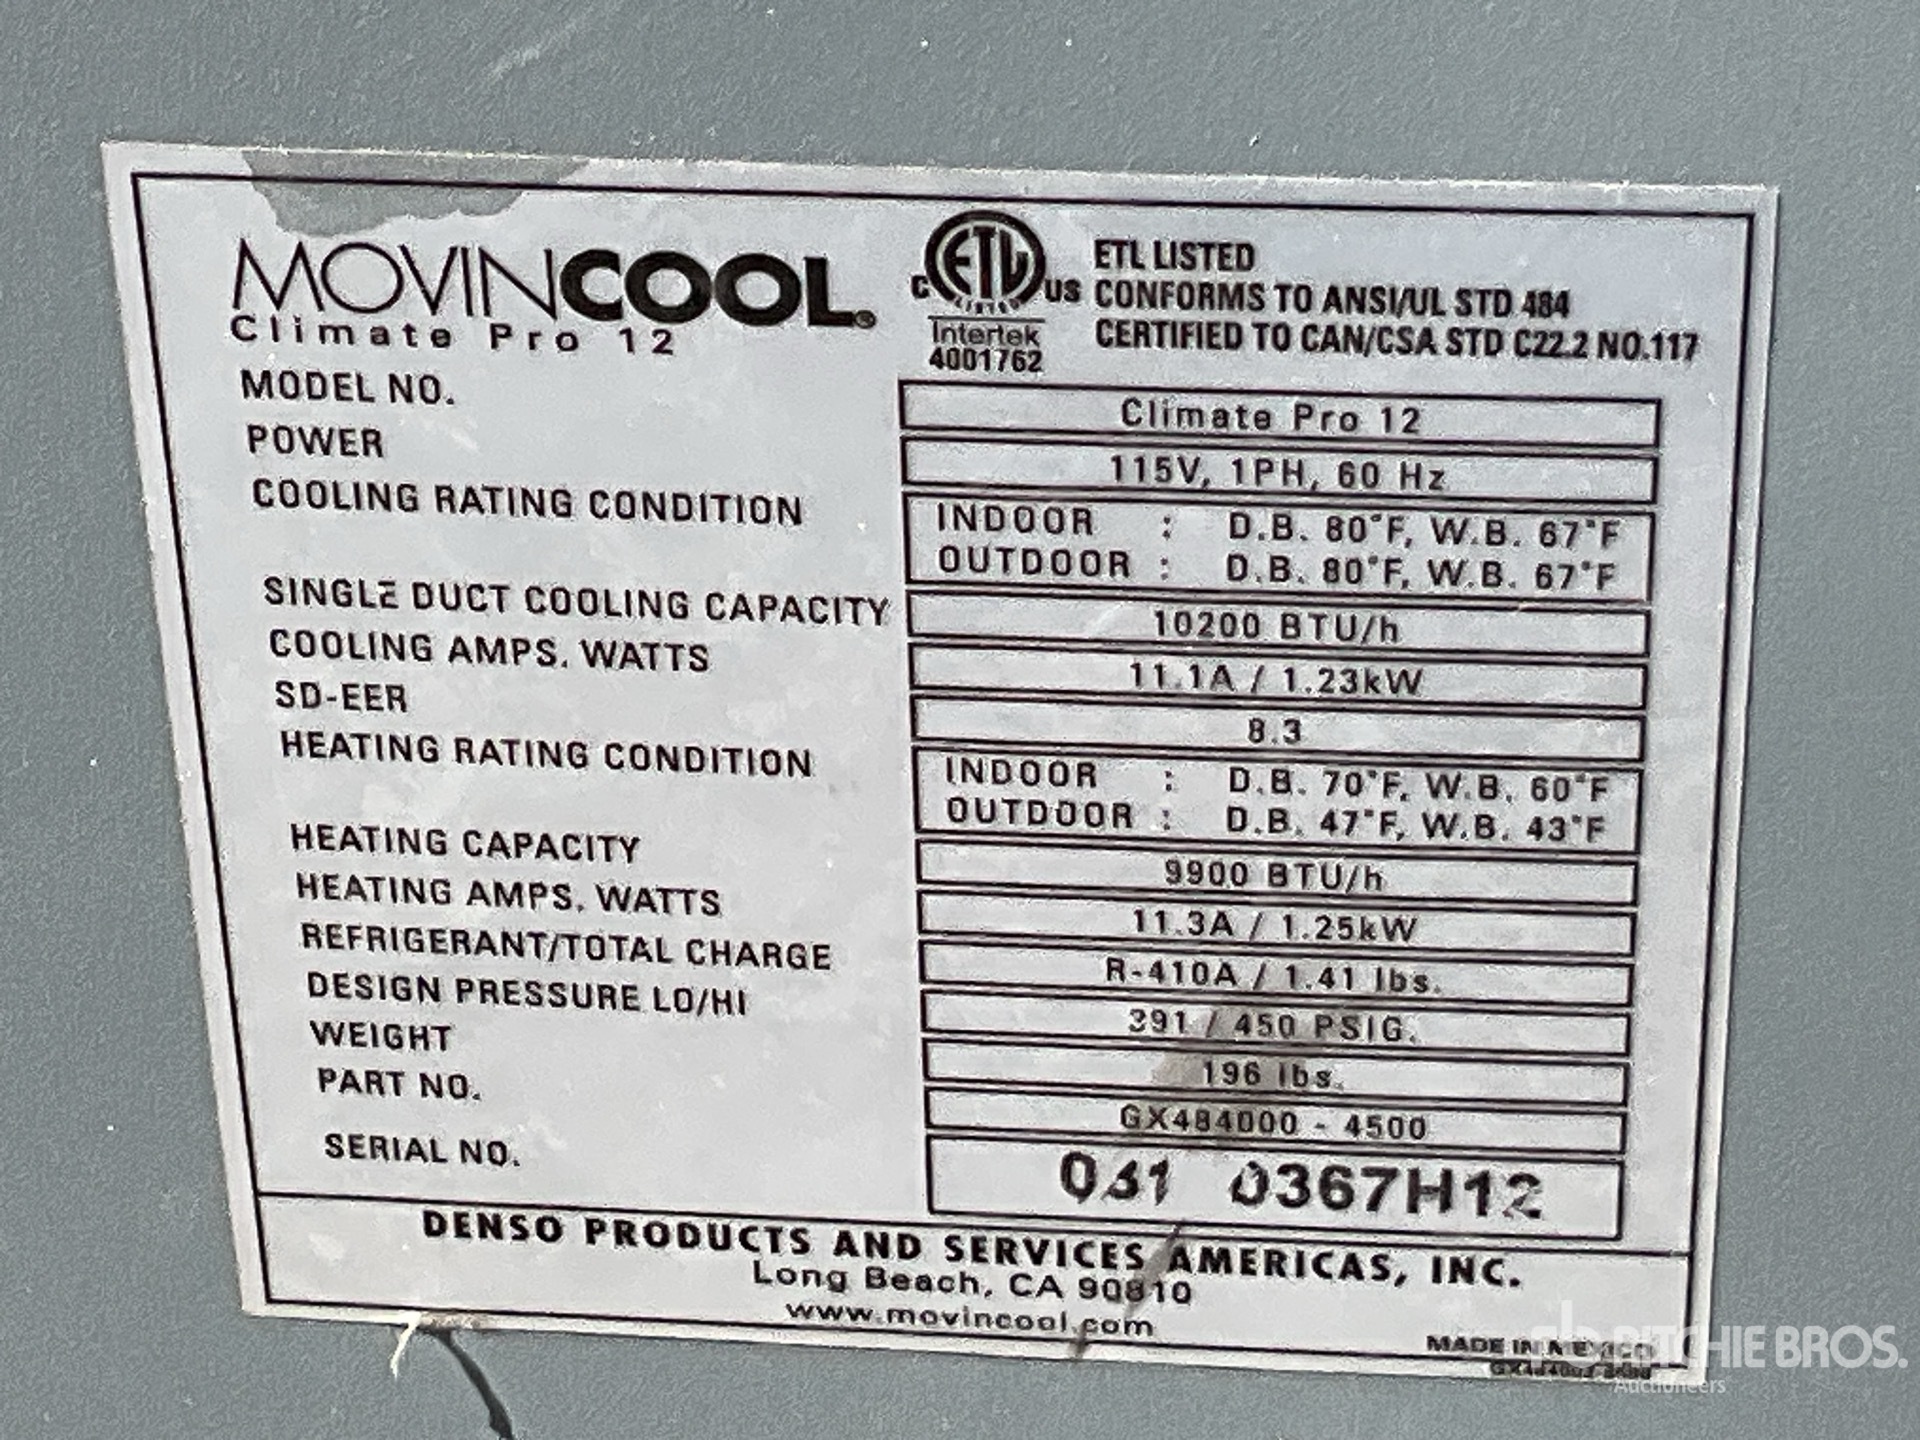 MOVINCOOL®
Climate Pro 12
C ETL US LISTED
Intertek
4001762
ETL LISTED
CONFORMS TO ANSI/UL STD 484
CERTIFIED TO CAN/CSA STD C22.2 NO.117
MODEL NO. Climate Pro 12
POWER 115V, 1PH, 60 Hz
COOLING RATING CONDITION INDOOR : D.B. 80°F, W.B. 67°F
OUTDOOR : D.B. 80°F, W.B. 67°F
SINGLE DUCT COOLING CAPACITY 10200 BTU/h
COOLING AMPS. WATTS 11.1A / 1.23kW
SD-EER 8.3
HEATING RATING CONDITION INDOOR : D.B. 70°F, W.B. 60°F
OUTDOOR : D.B. 47°F, W.B. 43°F
HEATING CAPACITY 9900 BTU/h
HEATING AMPS. WATTS 11.3A / 1.25kW
REFRIGERANT/TOTAL CHARGE R-410A / 1.41 lbs.
DESIGN PRESSURE LO/HI 391 / 450 PSIG.
WEIGHT 196 lbs.
PART NO. GX484000 - 4500
SERIAL NO. 0367H12
DENSO PRODUCTS AND SERVICES AMERICAS, INC.
Long Beach, CA 90810
www.movincool.com
MADE IN MEXICO
RITCHIE BROS.
Auctioneers